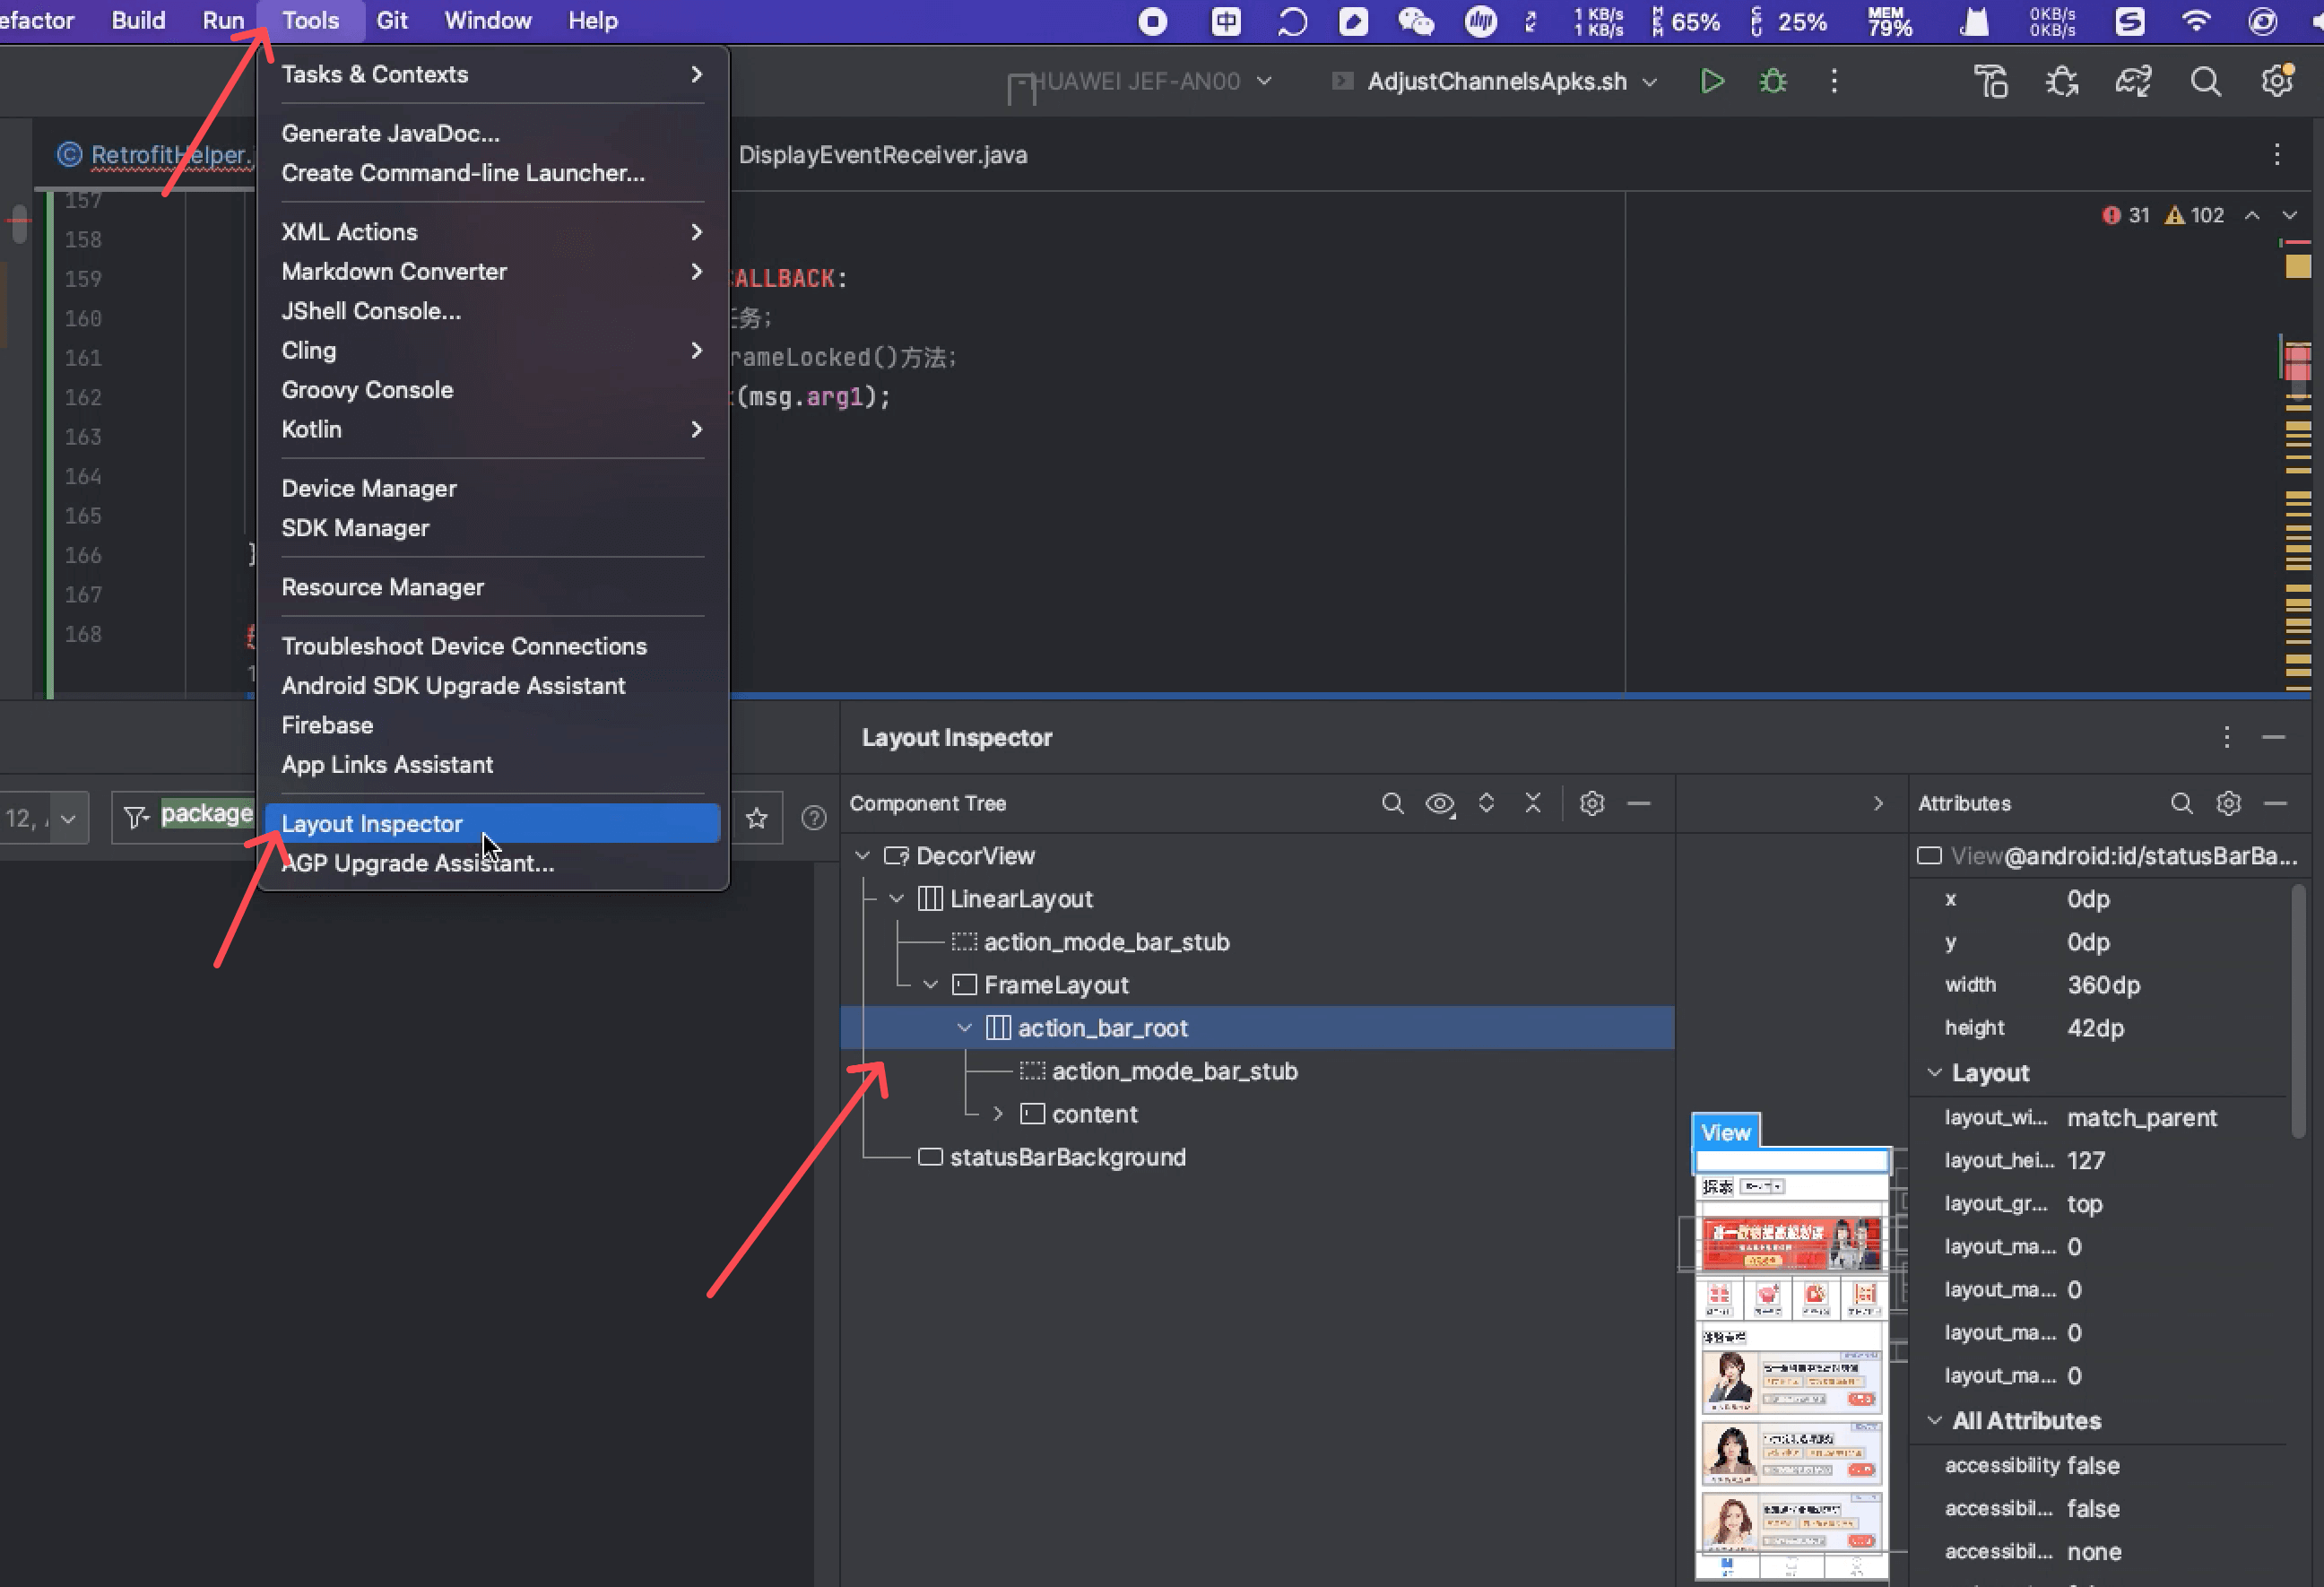 efactor Build Run Tools Git Window Help 中 1 KB/s 1 KB/s MEM 65% CPU 25% MEM 79% 0KB/s 0KB/s
HUAWEI JEF-AN00 AdjustChannelsApks.sh
RetrofitHelper. DisplayEventReceiver.java
31 102
157
158
159 CALLBACK:
160 任务;
161 rameLocked()方法;
162 (msg.arg1);
163
164
165
166
167
168
Tasks & Contexts
Generate JavaDoc...
Create Command-line Launcher...
XML Actions
Markdown Converter
JShell Console...
Cling
Groovy Console
Kotlin
Device Manager
SDK Manager
Resource Manager
Troubleshoot Device Connections
Android SDK Upgrade Assistant
Firebase
App Links Assistant
Layout Inspector
AGP Upgrade Assistant...
12,
package
Layout Inspector
Component Tree
DecorView
LinearLayout
action_mode_bar_stub
FrameLayout
action_bar_root
action_mode_bar_stub
content
statusBarBackground
View
探索
Attributes
View@android:id/statusBarBa...
x 0dp
y 0dp
width 360dp
height 42dp
Layout
layout_wi... match_parent
layout_hei... 127
layout_gr... top
layout_ma... 0
layout_ma... 0
layout_ma... 0
layout_ma... 0
All Attributes
accessibility false
accessibil... false
accessibil... none